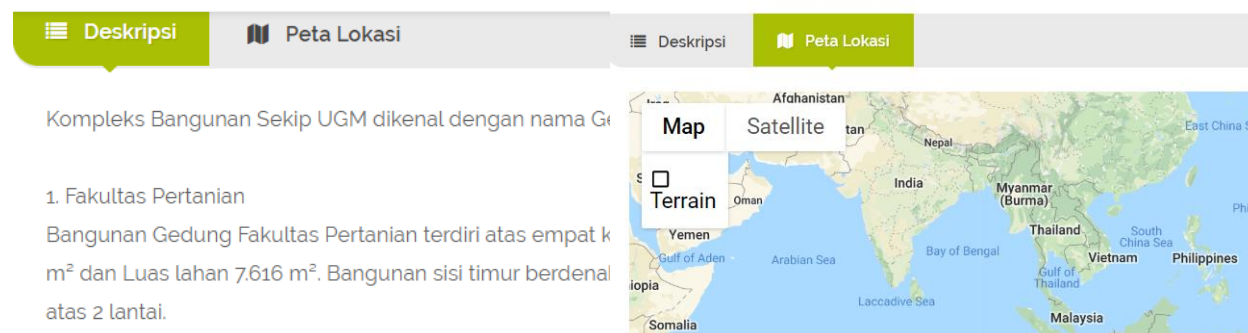 Deskripsi
Peta Lokasi
Kompleks Bangunan Sekip UGM dikenal dengan nama
1. Fakultas Pertanian
Bangunan Gedung Fakultas Pertanian terdiri atas empat
m² dan Luas lahan 7.616 m². Bangunan sisi timur
atas 2 lantai.
Deskripsi
Peta Lokasi
Map
Satellite
Terrain
Afghanistan
East China
Nepal
India
Myanmar
(Burma)
Oman
Yemen
Thailand
South
China Sea
Gulf of Aden
Arabian Sea
Bay of Bengal
Vietnam
Philippines
Gulf of
Thailand
Laccadive Sea
Malaysia
Somalia